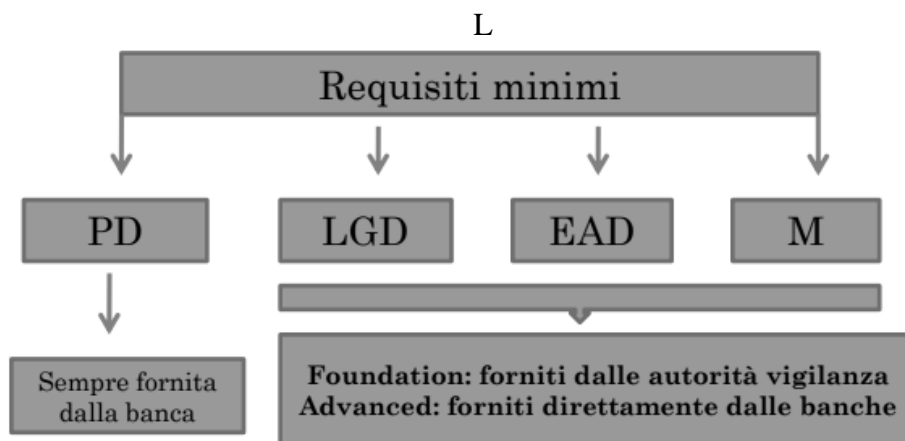 L
Requisiti minimi
PD
LGD
EAD
M
Sempre fornita
dalla banca
Foundation: forniti dalle autorità vigilanza
Advanced: forniti direttamente dalle banche